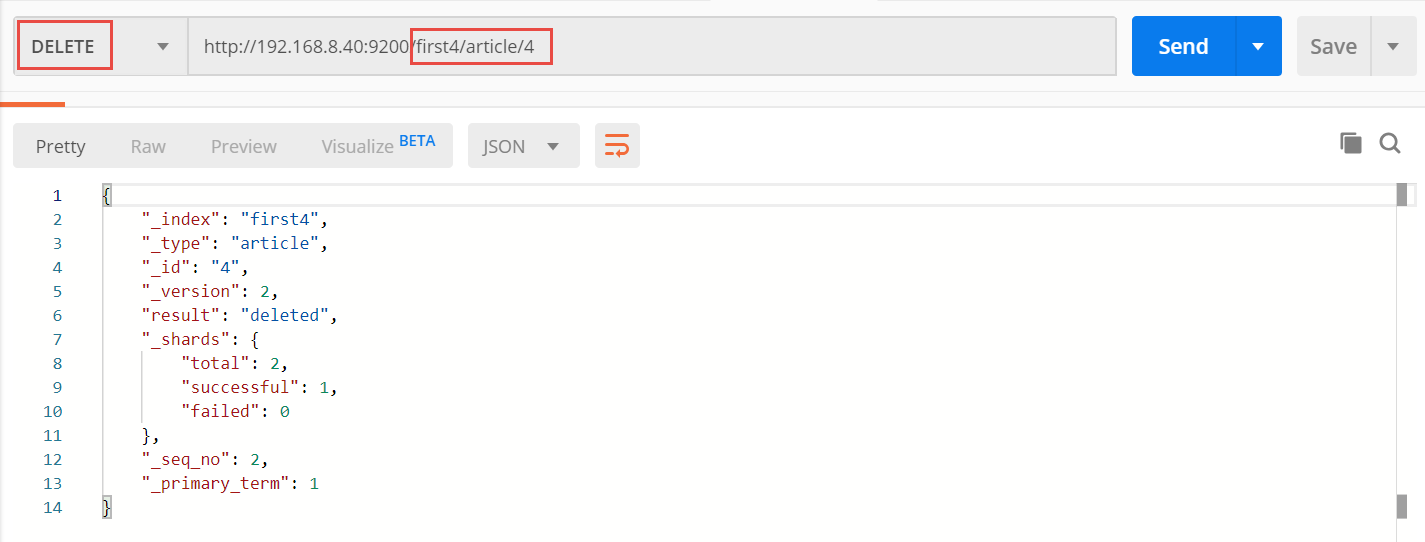 DELETE http://192.168.8.40:9200/first4/article/4 Send Save
Pretty Raw Preview Visualize BETA JSON
1 {
2 "_index": "first4",
3 "_type": "article",
4 "_id": "4",
5 "_version": 2,
6 "result": "deleted",
7 "_shards": {
8 "total": 2,
9 "successful": 1,
10 "failed": 0
11 },
12 "_seq_no": 2,
13 "_primary_term": 1
14 }